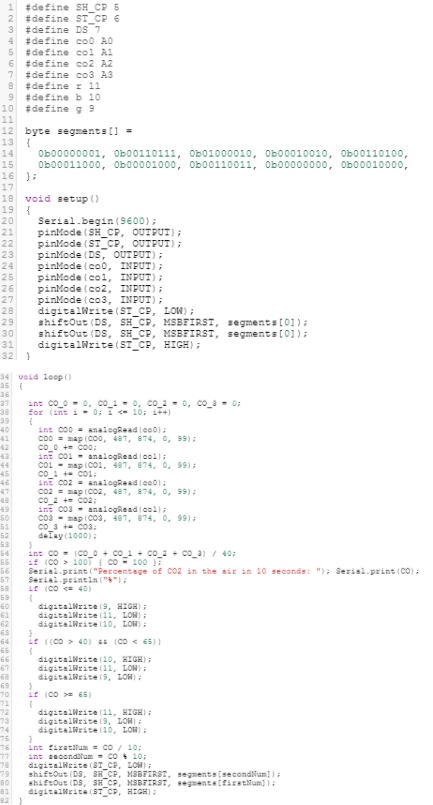 1 #define SH_CP 5
2 #define ST_CP 6
3 #define DS 7
4 #define co0 A0
5 #define co1 A1
6 #define co2 A2
7 #define co3 A3
8 #define r 11
9 #define b 10
10 #define g 9
11
12 byte segments[] =
13 {
14 0b00000001, 0b00110111, 0b01000010, 0b00010010, 0b00110100,
15 0b00011000, 0b00001000, 0b00110011, 0b00000000, 0b00010000,
16 };
17
18 void setup()
19 {
20 Serial.begin(9600);
21 pinMode(SH_CP, OUTPUT);
22 pinMode(ST_CP, OUTPUT);
23 pinMode(DS, OUTPUT);
24 pinMode(co0, INPUT);
25 pinMode(co1, INPUT);
26 pinMode(co2, INPUT);
27 pinMode(co3, INPUT);
28 digitalWrite(ST_CP, LOW);
29 shiftOut(DS, SH_CP, MSBFIRST, segments[0]);
30 shiftOut(DS, SH_CP, MSBFIRST, segments[0]);
31 digitalWrite(ST_CP, HIGH);
32 }
34 void loop()
35 {
36
37 int CO_0 = 0, CO_1 = 0, CO_2 = 0, CO_3 = 0;
38 for (int i = 0; i <= 10; i++)
39 {
40 int CO0 = analogRead(co0);
41 CO0 = map(CO0, 487, 874, 0, 99);
42 CO_0 += CO0;
43 int CO1 = analogRead(co1);
44 CO1 = map(CO1, 487, 874, 0, 99);
45 CO_1 += CO1;
46 int CO2 = analogRead(co2);
47 CO2 = map(CO2, 487, 874, 0, 99);
48 CO_2 += CO2;
49 int CO3 = analogRead(co3);
50 CO3 = map(CO3, 487, 874, 0, 99);
51 CO_3 += CO3;
52 delay(1000);
53 }
54 int CO = (CO_0 + CO_1 + CO_2 + CO_3) / 40;
55 if (CO > 100) { CO = 100 };
56 Serial.print("Percentage of CO2 in the air in 10 seconds: "); Serial.print(CO);
57 Serial.println("%");
58 if (CO <= 40)
59 {
60 digitalWrite(9, HIGH);
61 digitalWrite(11, LOW);
62 digitalWrite(10, LOW);
63 }
64 if ((CO > 40) && (CO < 65))
65 {
66 digitalWrite(10, HIGH);
67 digitalWrite(11, LOW);
68 digitalWrite(9, LOW);
69 }
70 if (CO >= 65)
71 {
72 digitalWrite(11, HIGH);
73 digitalWrite(9, LOW);
74 digitalWrite(10, LOW);
75 }
76 int firstNum = CO / 10;
77 int secondNum = CO % 10;
78 digitalWrite(ST_CP, LOW);
79 shiftOut(DS, SH_CP, MSBFIRST, segments[secondNum]);
80 shiftOut(DS, SH_CP, MSBFIRST, segments[firstNum]);
81 digitalWrite(ST_CP, HIGH);
82 }